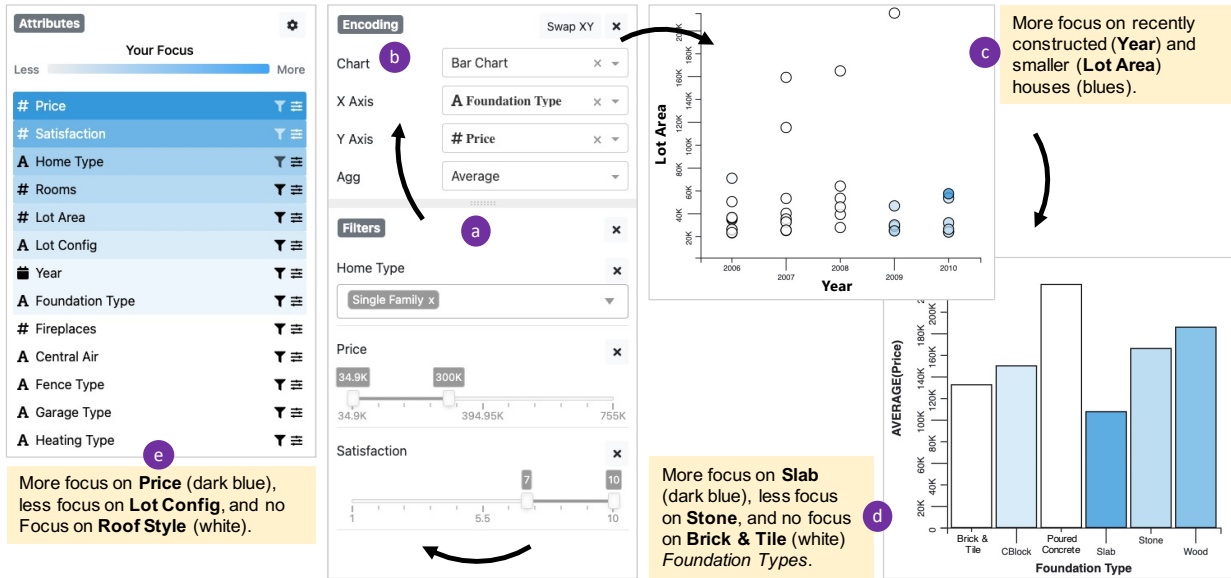 Attributes
Your Focus
Less More
# Price
# Satisfaction
A Home Type
# Rooms
# Lot Area
A Lot Config
Year
A Foundation Type
# Fireplaces
A Central Air
A Fence Type
A Garage Type
A Heating Type
e
More focus on Price (dark blue),
less focus on Lot Config, and no
Focus on Roof Style (white).
Encoding
Swap XY ×
b
Chart Bar Chart
X Axis A Foundation Type
Y Axis # Price
Agg Average
a
Filters
Home Type
Single Family x
Price
34.9K 300K
34.9K 394.95K 755K
Satisfaction
7 10
1 5.5 10
Lot Area
20K 40K 60K 80K 100K 120K 140K 160K 180K 200K
2006 2007 2008 2009 2010
Year
c
More focus on recently
constructed (Year) and
smaller (Lot Area)
houses (blues).
More focus on Slab
(dark blue), less focus
on Stone, and no focus
on Brick & Tile (white)
Foundation Types.
d
AVERAGE(Price)
0 20K 40K 60K 80K 100K 120K 140K 160K 180K 200K 220K
Brick &
Tile
CBlock
Poured
Concrete
Slab
Stone
Wood
Foundation Type